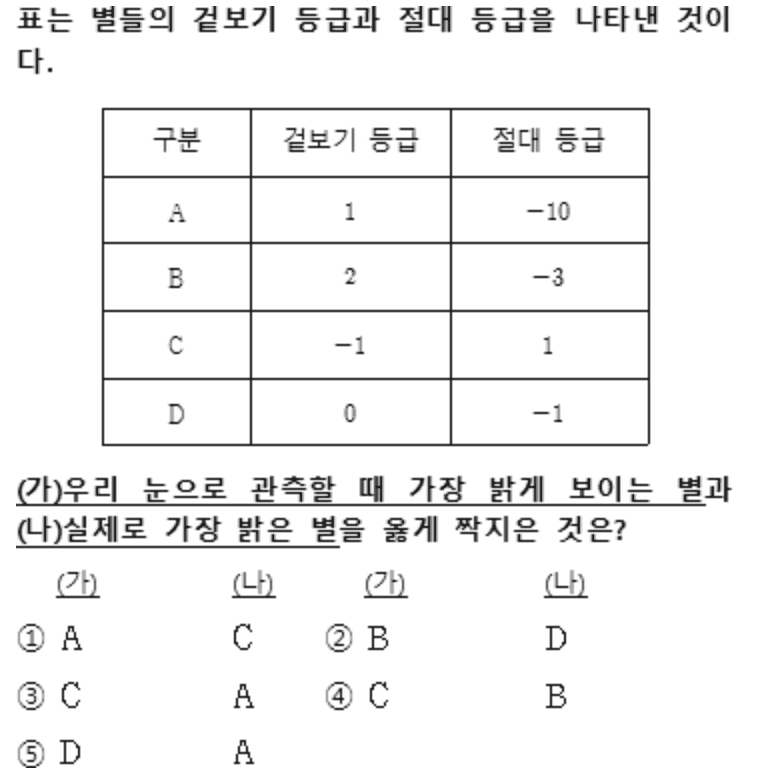 표는 별들의 겉보기 등급과 절대 등급을 나타낸 것이
다.
구분 겉보기 등급 절대 등급
A 1 −10
B 2 −3
C −1 1
D 0 −1
(가)우리 눈으로 관측할 때 가장 밝게 보이는 별과
(나)실제로 가장 밝은 별을 옳게 짝지은 것은?
(가) (나) (가) (나)
① A C ② B D
③ C A ④ C B
⑤ D A